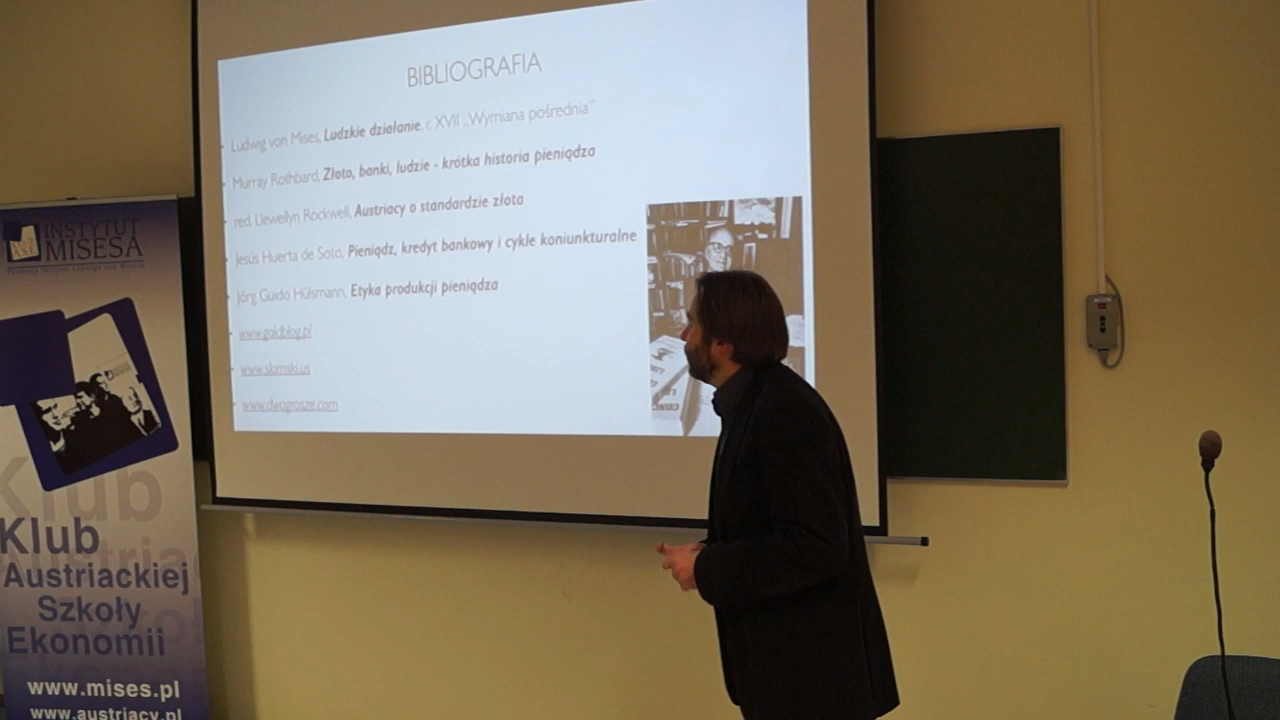 BIBLIOGRAFIA
Ludwig von Mises, Ludzkie działanie, r. XVII „Wymiana pośrednia”
Murray Rothbard, Złoto, banki, ludzie - krótka historia pieniądza
red. Llewellyn Rockwell, Austriacy o standardzie złota
Jesús Huerta de Soto, Pieniądz, kredyt bankowy i cykle koniunkturalne
Jörg Guido Hülsmann, Etyka produkcji pieniądza
www.goldblog.pl
www.slomski.us
www.dwagrosze.com
INSTYTUT
MISESA
Klub
Klub
Austriackiej
Szkoły
Ekonomii
www.mises.pl
www.austriacy.pl